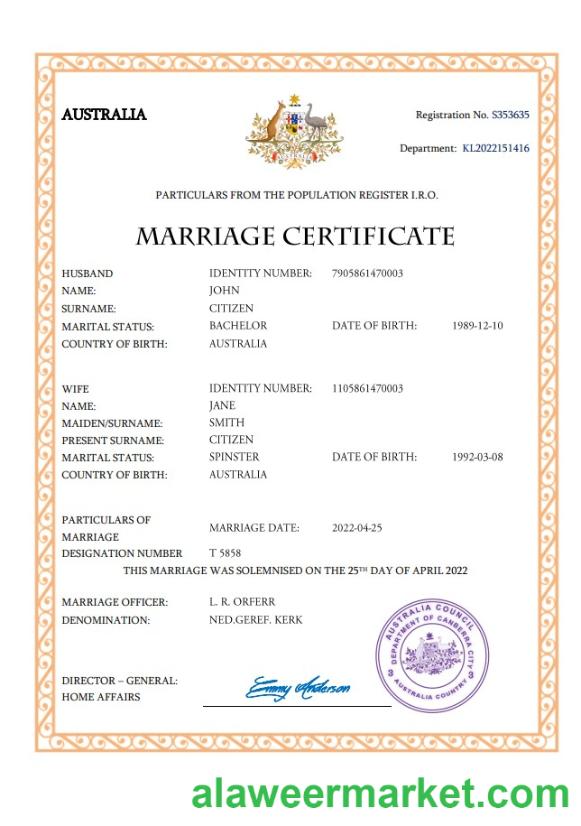 AUSTRALIA
Registration No. S353635
AUSTRALIA
Department: KL2022151416
PARTICULARS FROM THE POPULATION REGISTER I.R.O.
MARRIAGE CERTIFICATE
HUSBAND IDENTITY NUMBER: 7905861470003
NAME: JOHN
SURNAME: CITIZEN
MARITAL STATUS: BACHELOR DATE OF BIRTH: 1989-12-10
COUNTRY OF BIRTH: AUSTRALIA
WIFE IDENTITY NUMBER: 1105861470003
NAME: JANE
MAIDEN/SURNAME: SMITH
PRESENT SURNAME: CITIZEN
MARITAL STATUS: SPINSTER DATE OF BIRTH: 1992-03-08
COUNTRY OF BIRTH: AUSTRALIA
PARTICULARS OF
MARRIAGE MARRIAGE DATE: 2022-04-25
DESIGNATION NUMBER T 5858
THIS MARRIAGE WAS SOLEMNISED ON THE 25TH DAY OF APRIL 2022
MARRIAGE OFFICER: L. R. ORFERR
DENOMINATION: NED.GEREF. KERK
AUSTRALIA COUNCIL
DEPARTMENT OF CANBERRA CITY
AUSTRALIA COUNTRY
DIRECTOR – GENERAL:
HOME AFFAIRS
Emmy Anderson
alaweermarket.com